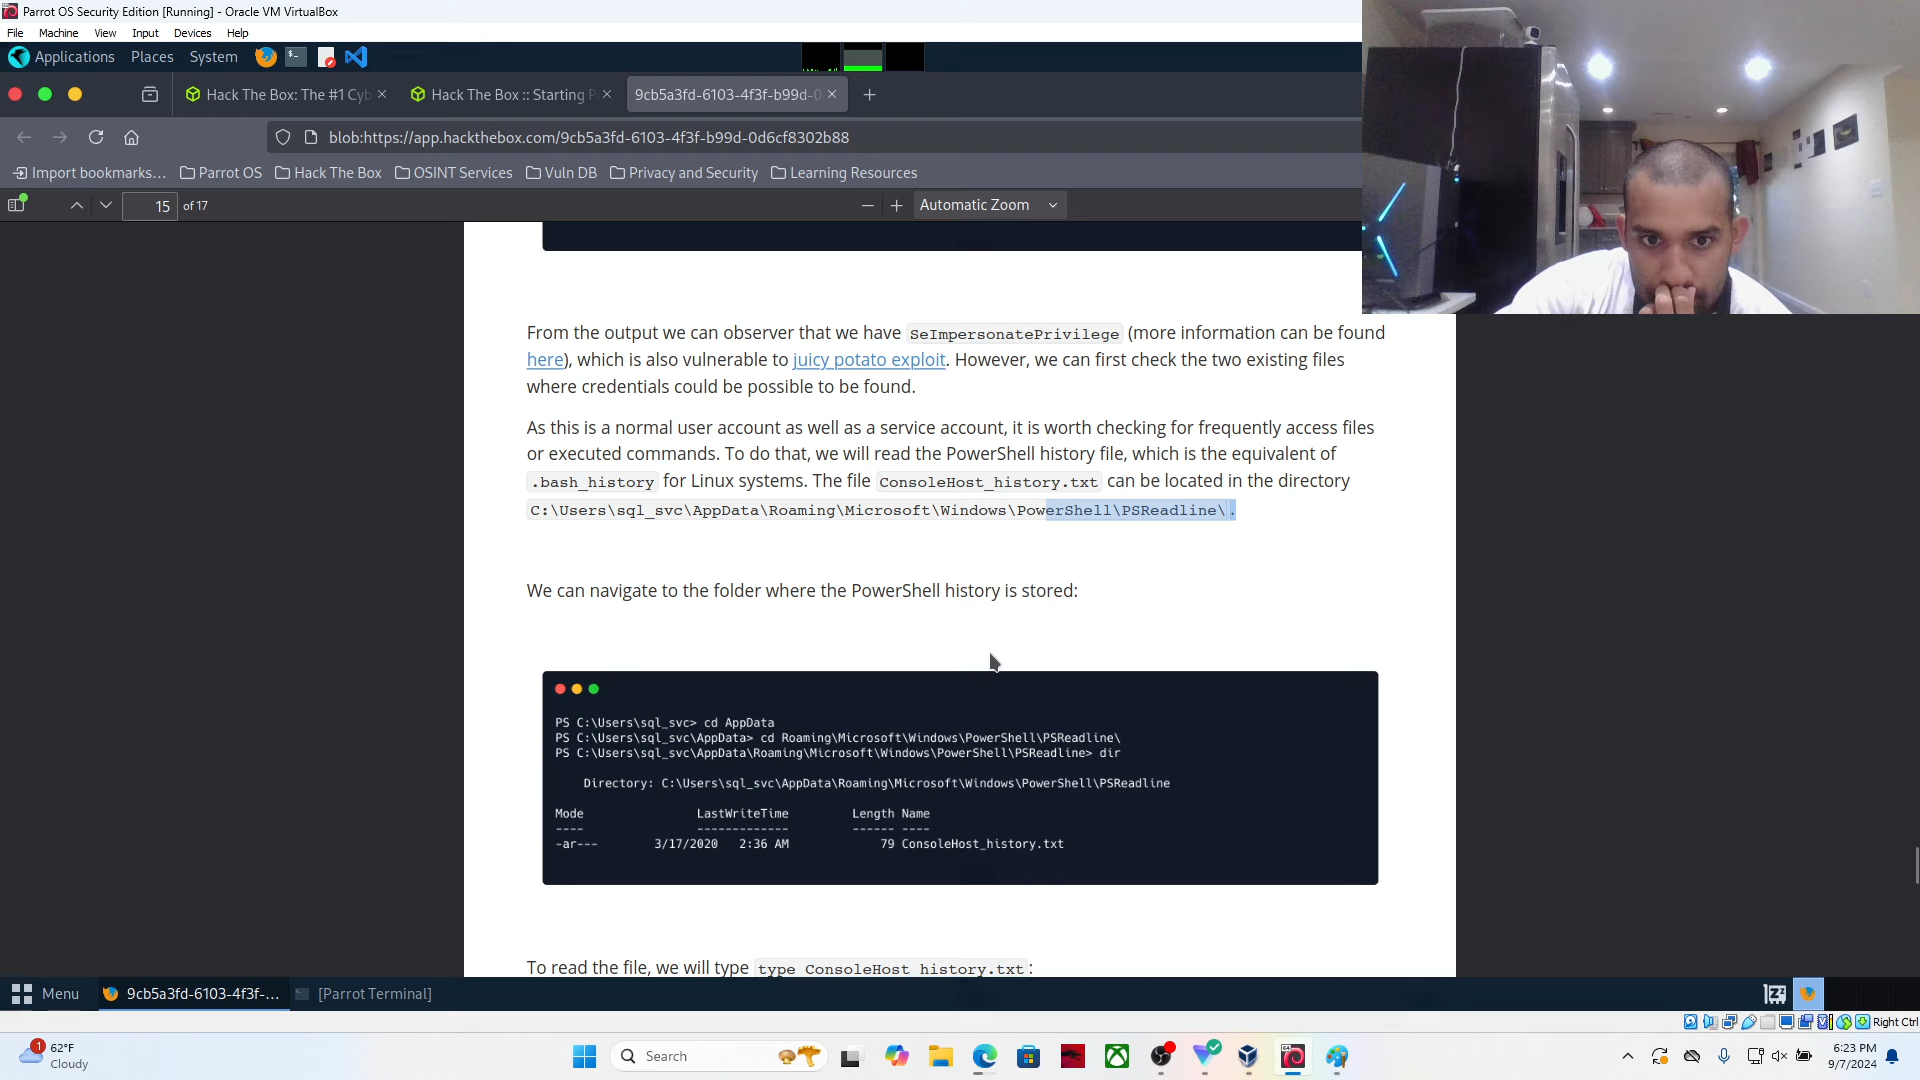 Parrot OS Security Edition [Running] - Oracle VM VirtualBox
File Machine View Input Devices Help
Applications Places System
Hack The Box: The #1 Cyb
Hack The Box :: Starting P
9cb5a3fd-6103-4f3f-b99d-0
blob:https://app.hackthebox.com/9cb5a3fd-6103-4f3f-b99d-0d6cf8302b88
Import bookmarks... Parrot OS Hack The Box OSINT Services Vuln DB Privacy and Security Learning Resources
15 of 17
Automatic Zoom
From the output we can observer that we have SeImpersonatePrivilege (more information can be found
here), which is also vulnerable to juicy potato exploit. However, we can first check the two existing files
where credentials could be possible to be found.
As this is a normal user account as well as a service account, it is worth checking for frequently access files
or executed commands. To do that, we will read the PowerShell history file, which is the equivalent of
.bash_history for Linux systems. The file ConsoleHost_history.txt can be located in the directory
C:\Users\sql_svc\AppData\Roaming\Microsoft\Windows\PowerShell\PSReadline\ .
We can navigate to the folder where the PowerShell history is stored:
PS C:\Users\sql_svc> cd AppData
PS C:\Users\sql_svc\AppData> cd Roaming\Microsoft\Windows\PowerShell\PSReadline\
PS C:\Users\sql_svc\AppData\Roaming\Microsoft\Windows\PowerShell\PSReadline> dir
Directory: C:\Users\sql_svc\AppData\Roaming\Microsoft\Windows\PowerShell\PSReadline
Mode LastWriteTime Length Name
---- ------------- ------ ----
-ar--- 3/17/2020 2:36 AM 79 ConsoleHost_history.txt
To read the file, we will type type ConsoleHost_history.txt:
Menu 9cb5a3fd-6103-4f3f-... [Parrot Terminal]
Right Ctrl
1
62°F
Cloudy
Search
6:23 PM
9/7/2024